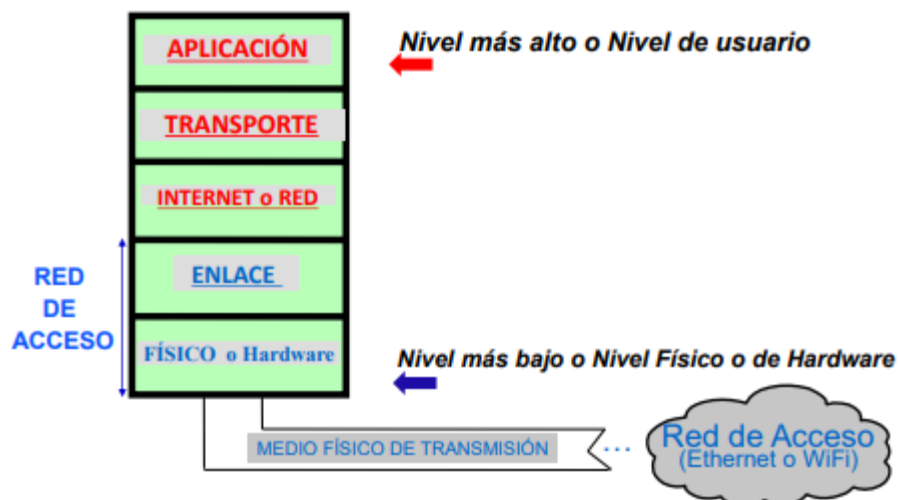 APLICACIÓN
Nivel más alto o Nivel de usuario
TRANSPORTE
INTERNET o RED
RED
DE
ACCESO
ENLACE
FÍSICO o Hardware
Nivel más bajo o Nivel Físico o de Hardware
MEDIO FÍSICO DE TRANSMISIÓN
...
Red de Acceso
(Ethernet o WiFi)